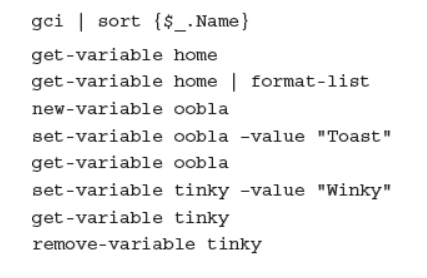 gci | sort {$_.Name}
get-variable home
get-variable home | format-list
new-variable oobla
set-variable oobla –value "Toast"
get-variable oobla
set-variable tinky –value "Winky"
get-variable tinky
remove-variable tinky